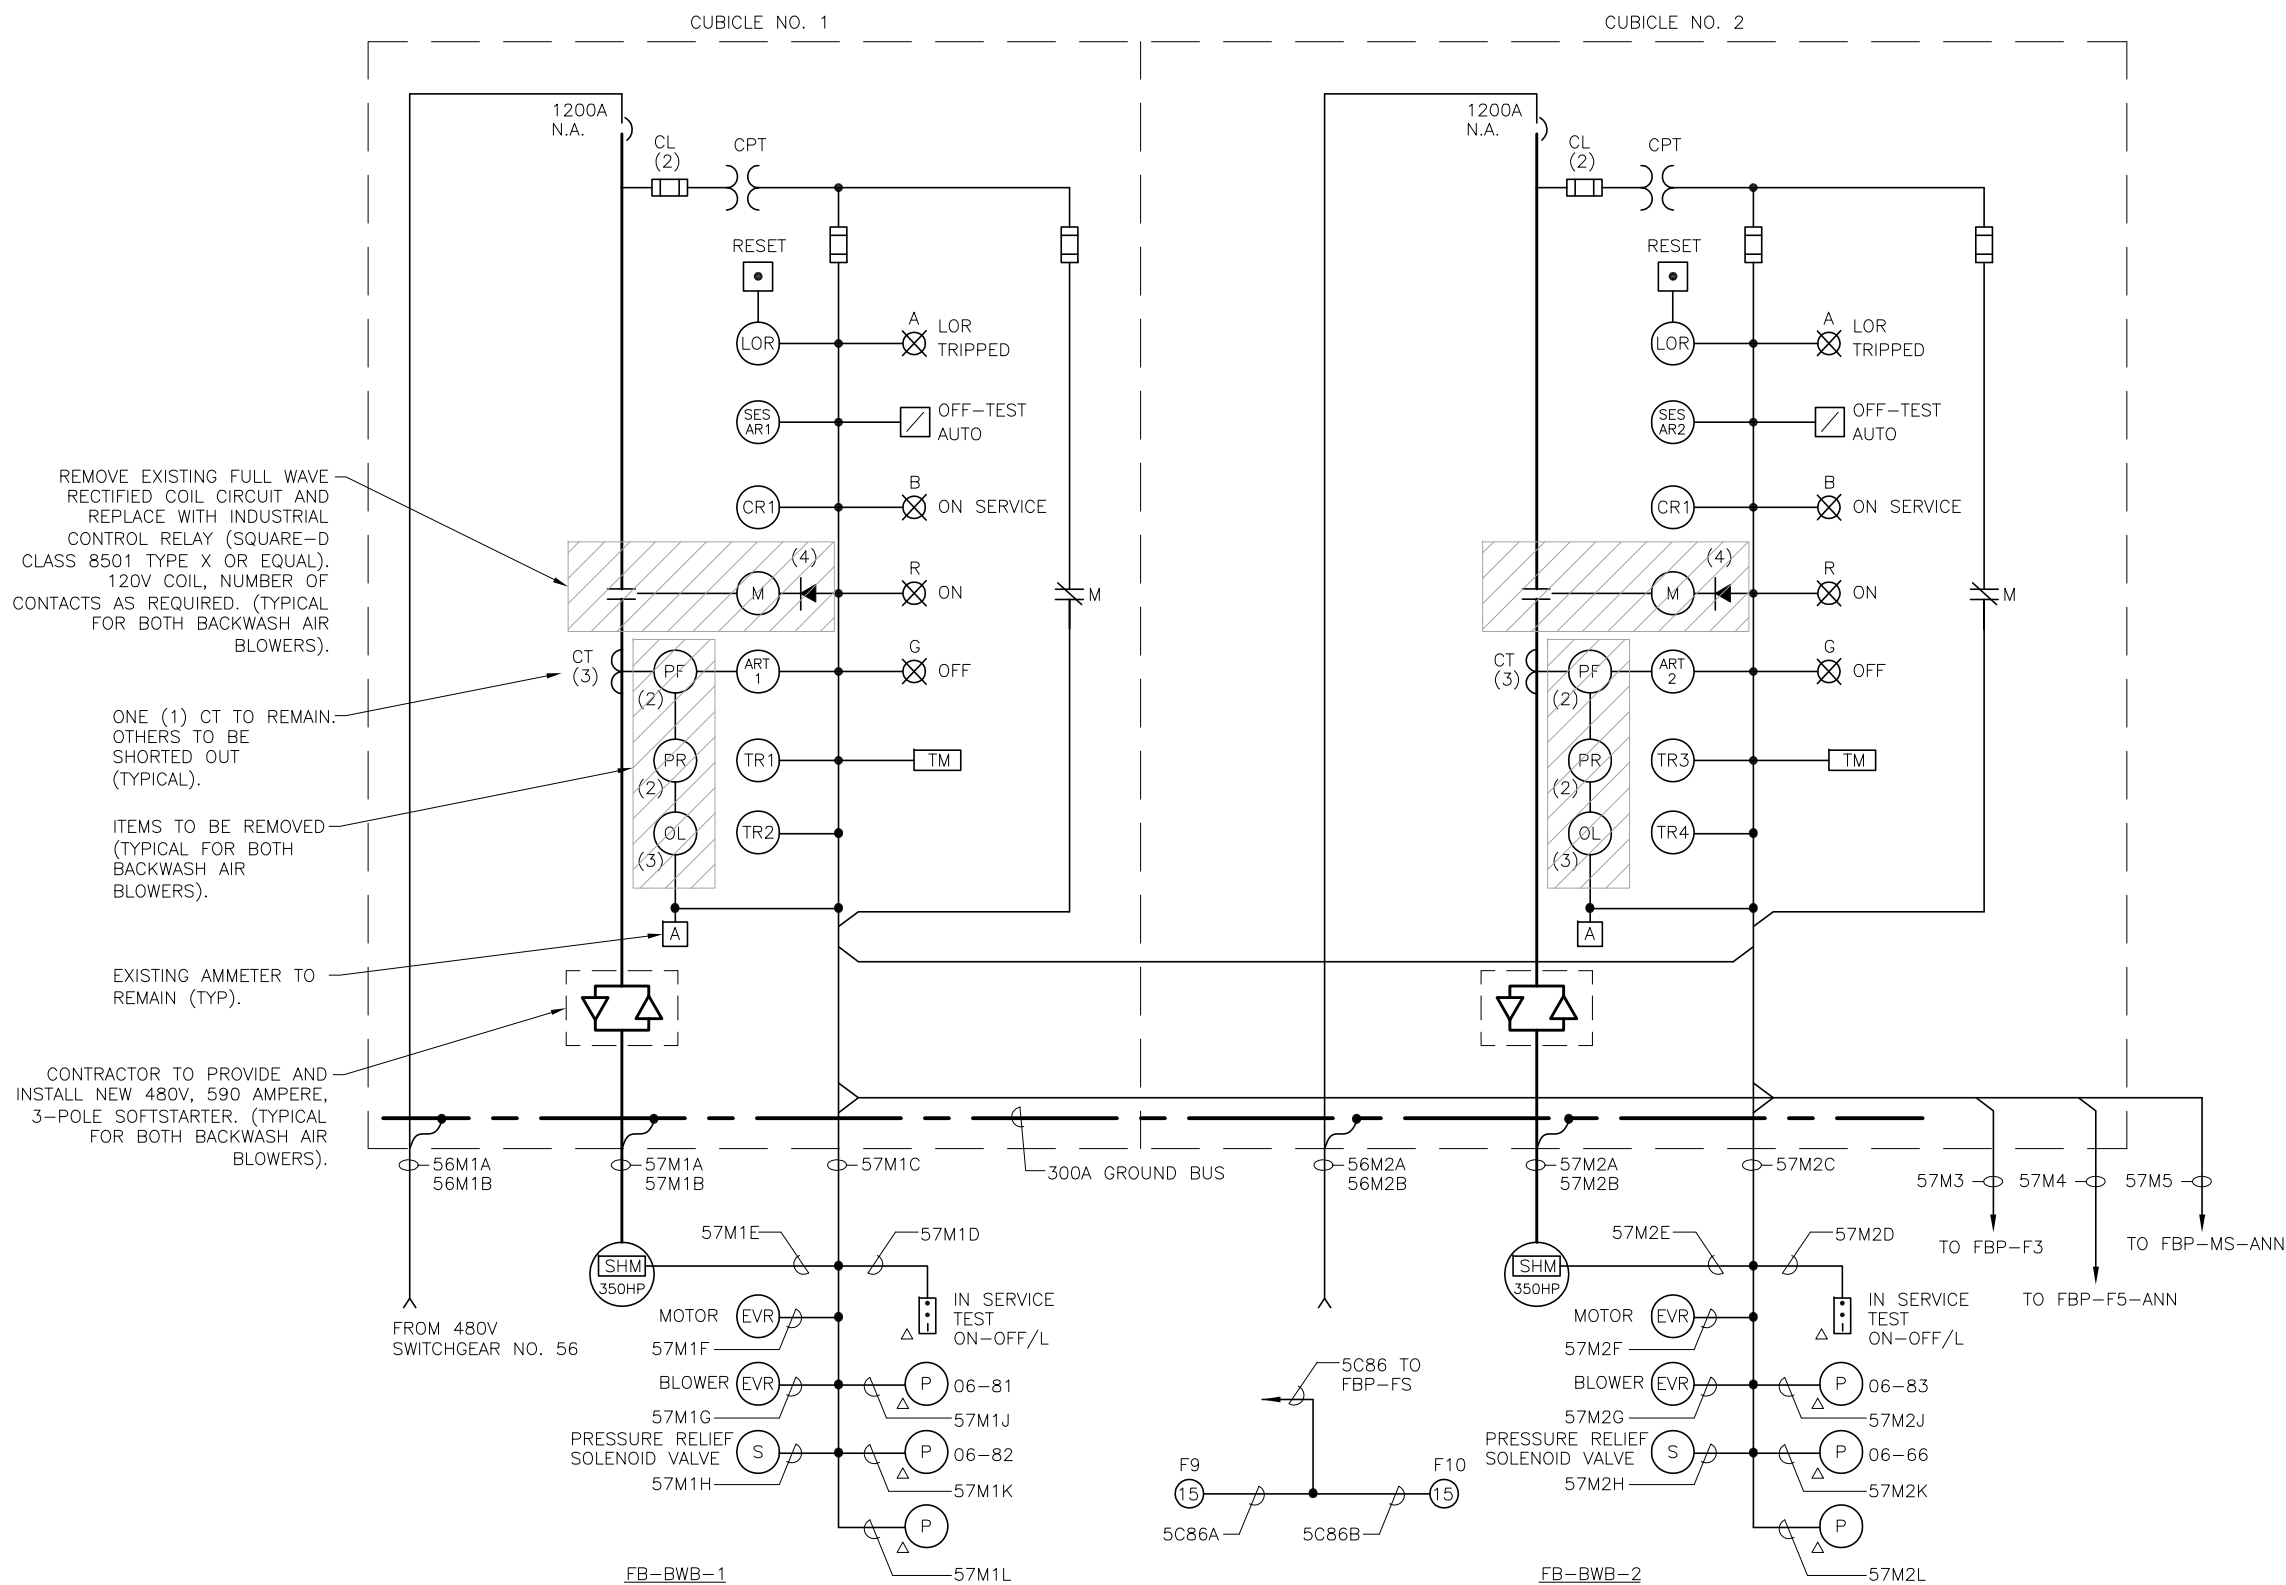 CUBICLE NO. 1
CUBICLE NO. 2
1200A
N.A.
CL
(2)
CPT
RESET
LOR
A
LOR
TRIPPED
SES
AR1
OFF-TEST
AUTO
CR1
B
ON SERVICE
(4)
M
R
ON
M
CT
(3)
PF
(2)
ART
1
G
OFF
PR
(2)
TR1
TM
OL
(3)
TR2
A
REMOVE EXISTING FULL WAVE
RECTIFIED COIL CIRCUIT AND
REPLACE WITH INDUSTRIAL
CONTROL RELAY (SQUARE-D
CLASS 8501 TYPE X OR EQUAL).
120V COIL, NUMBER OF
CONTACTS AS REQUIRED. (TYPICAL
FOR BOTH BACKWASH AIR
BLOWERS).
ONE (1) CT TO REMAIN.
OTHERS TO BE
SHORTED OUT
(TYPICAL).
ITEMS TO BE REMOVED
(TYPICAL FOR BOTH
BACKWASH AIR
BLOWERS).
EXISTING AMMETER TO
REMAIN (TYP).
CONTRACTOR TO PROVIDE AND
INSTALL NEW 480V, 590 AMPERE,
3-POLE SOFTSTARTER. (TYPICAL
FOR BOTH BACKWASH AIR
BLOWERS).
1200A
N.A.
CL
(2)
CPT
RESET
LOR
A
LOR
TRIPPED
SES
AR2
OFF-TEST
AUTO
CR1
B
ON SERVICE
(4)
M
R
ON
M
CT
(3)
PF
(2)
ART
2
G
OFF
PR
(2)
TR3
TM
OL
(3)
TR4
A
56M1A
56M1B
57M1A
57M1B
57M1C
300A GROUND BUS
56M2A
56M2B
57M2A
57M2B
57M2C
57M3
57M4
57M5
TO FBP-F3
TO FBP-F5-ANN
TO FBP-MS-ANN
57M1E
57M1D
SHM
350HP
IN SERVICE
TEST
ON-OFF/L
FROM 480V
SWITCHGEAR NO. 56
MOTOR
EVR
57M1F
BLOWER
EVR
P
06-81
57M1G
57M1J
PRESSURE RELIEF
SOLENOID VALVE
S
P
06-82
57M1H
57M1K
P
57M1L
FB-BWB-1
5C86 TO
FBP-FS
F9
15
F10
15
5C86A
5C86B
57M2E
57M2D
SHM
350HP
IN SERVICE
TEST
ON-OFF/L
MOTOR
EVR
57M2F
BLOWER
EVR
P
06-83
57M2G
57M2J
PRESSURE RELIEF
SOLENOID VALVE
S
P
06-66
57M2H
57M2K
P
57M2L
FB-BWB-2